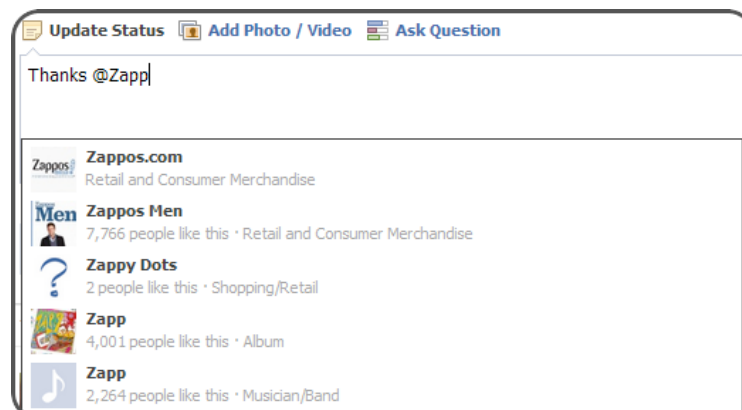 Update Status Add Photo / Video Ask Question
Thanks @Zapp
Zappos.com
Retail and Consumer Merchandise
Zappos
Zappos Men
7,766 people like this · Retail and Consumer Merchandise
Men
Zappy Dots
2 people like this · Shopping/Retail
?
Zapp
4,001 people like this · Album
Zapp
2,264 people like this · Musician/Band